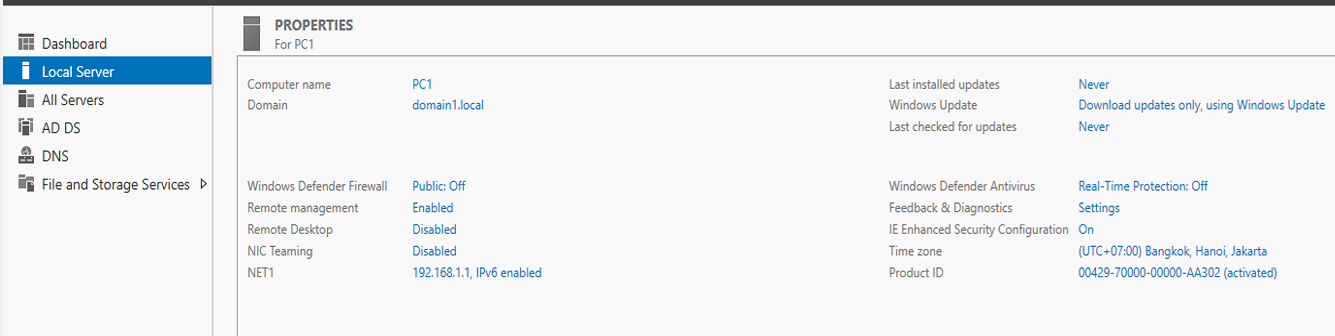 PROPERTIES
For PC1
Dashboard
Local Server
All Servers
AD DS
DNS
File and Storage Services
Computer name PC1
Domain domain1.local
Last installed updates Never
Windows Update Download updates only, using Windows Update
Last checked for updates Never
Windows Defender Firewall Public: Off
Remote management Enabled
Remote Desktop Disabled
NIC Teaming Disabled
NET1 192.168.1.1, IPv6 enabled
Windows Defender Antivirus Real-Time Protection: Off
Feedback & Diagnostics Settings
IE Enhanced Security Configuration On
Time zone (UTC+07:00) Bangkok, Hanoi, Jakarta
Product ID 00429-70000-00000-AA302 (activated)